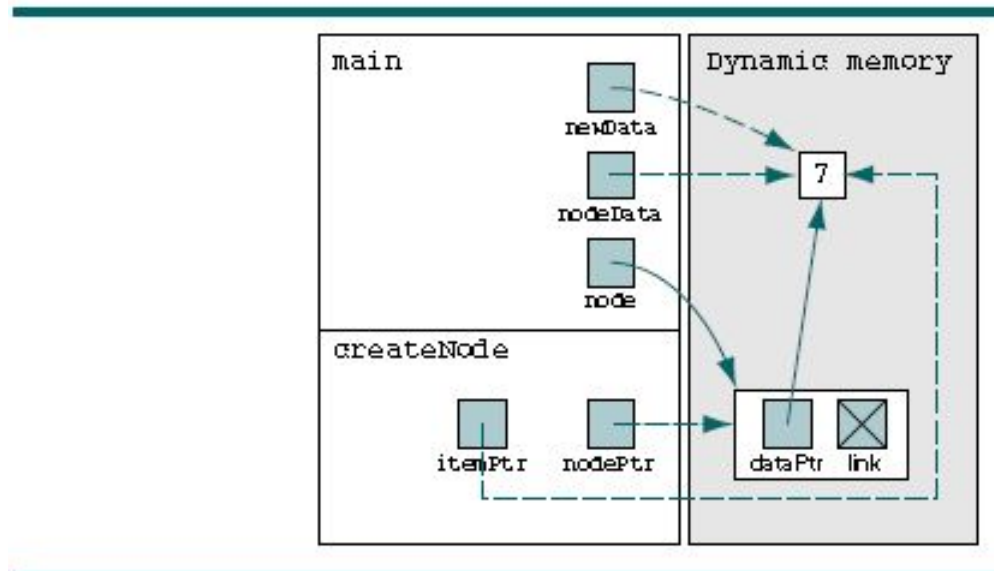 main
Dynamic memory
newData
7
nodeData
node
createNode
itemPtr
nodePtr
dataPtr
link